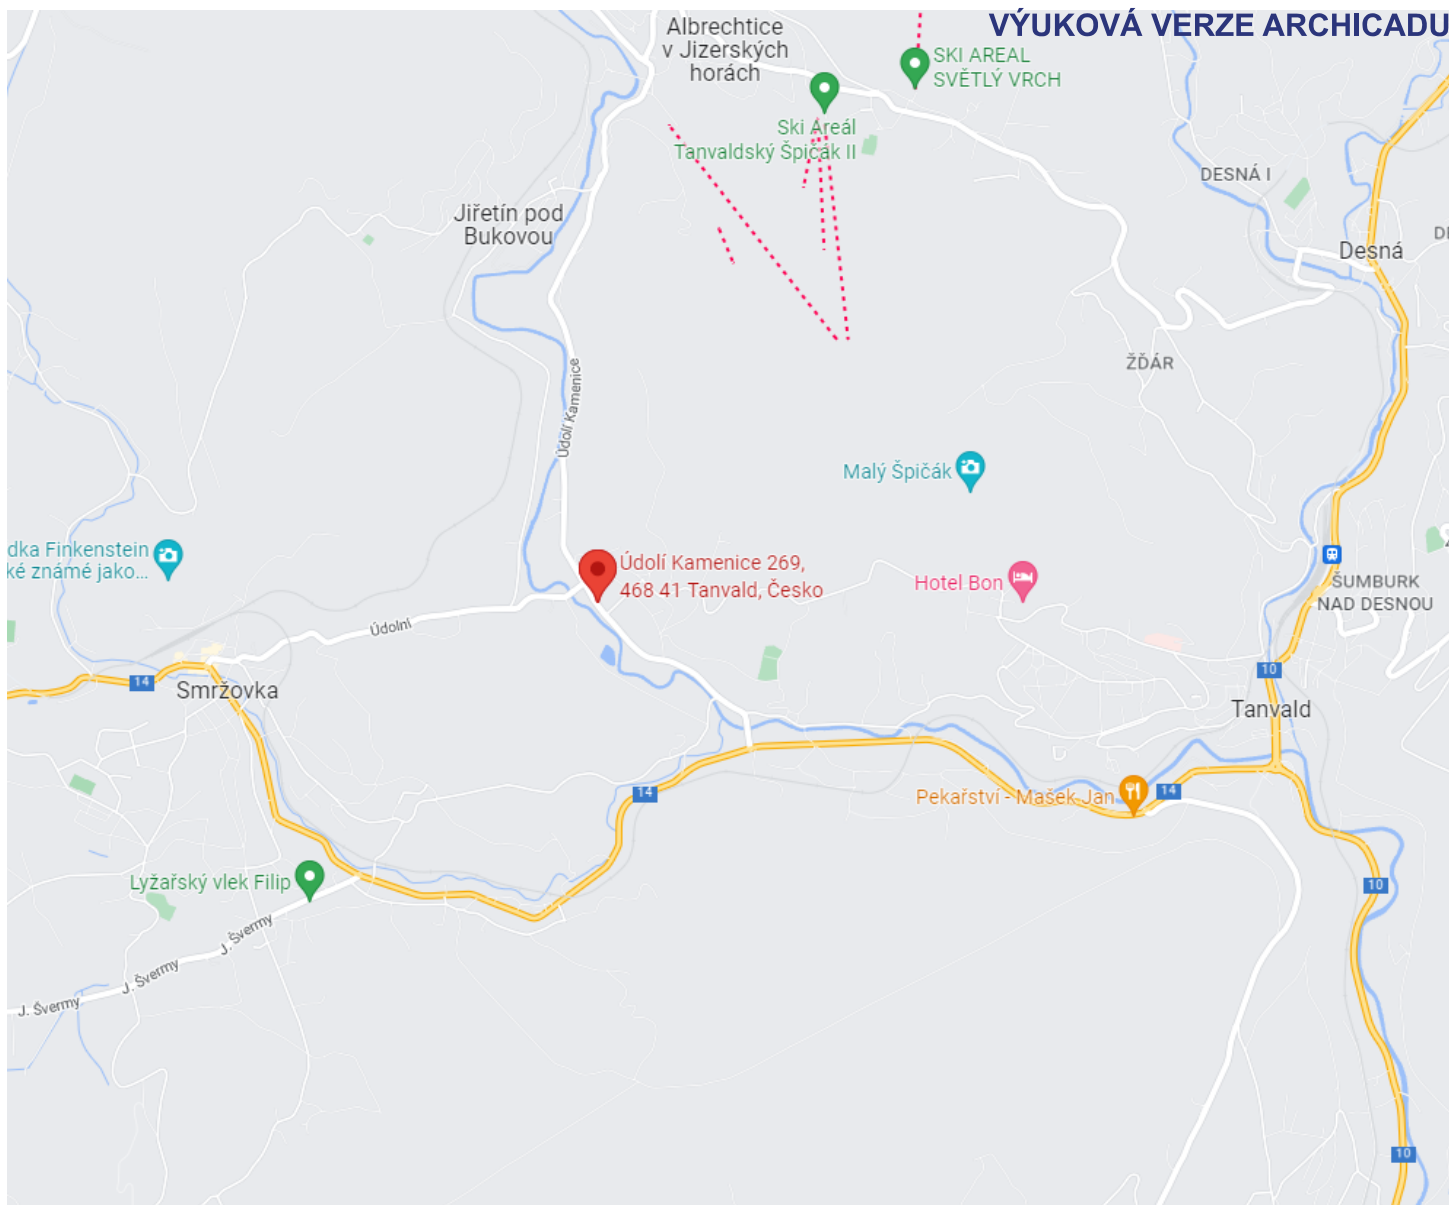 VÝUKOVÁ VERZE ARCHICADU
Albrechtice
v Jizerských
horách
SKI AREAL
SVĚTLÝ VRCH
Ski Areál
Tanvaldský Špičák II
DESNÁ I
Jiřetín pod
Bukovou
Desná
ŽĎÁR
Údolí Kamenice
Malý Špičák
dka Finkenstein
ké známé jako...
Údolí Kamenice 269,
468 41 Tanvald, Česko
Hotel Bon
ŠUMBURK
NAD DESNOU
Údolní
14
Smržovka
10
Tanvald
14
Pekařství - Mašek Jan
14
Lyžařský vlek Filip
10
J. Švermy
J. Švermy
J. Švermy
10